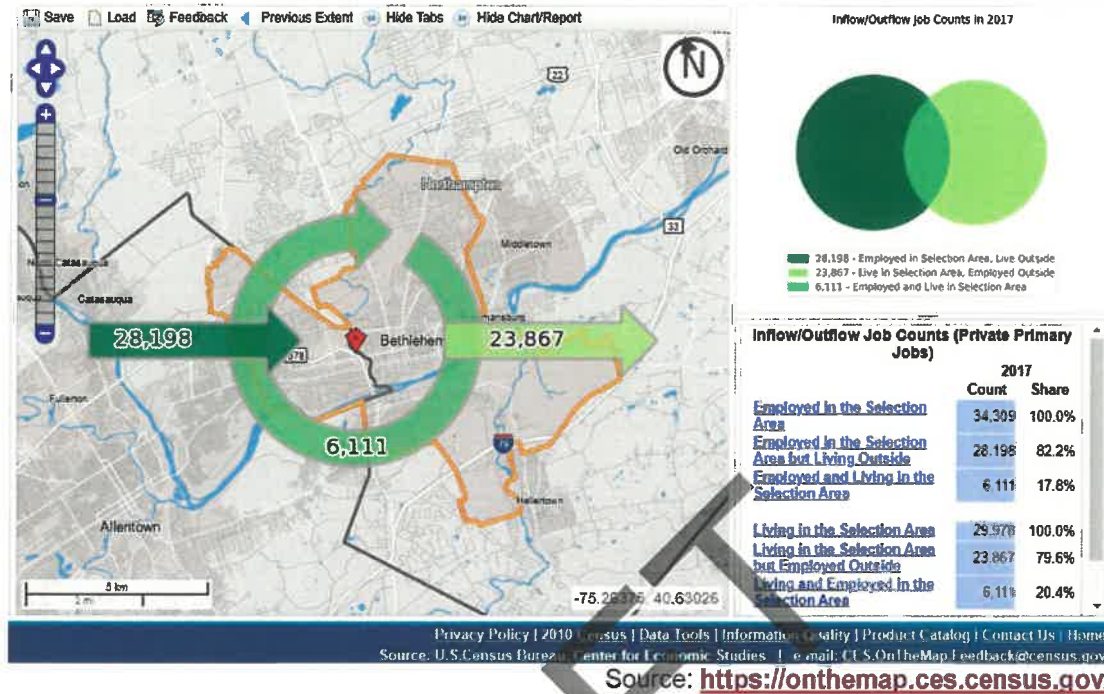 Save Load Feedback Previous Extent Hide Tabs Hide Chart/Report
N
22
Old Orchard
Northampton
33
Middletown
Catasauqua
Catasauqua
28,198
378
Bethlehem
23,867
Fullerton
6,111
78
Hellertown
Allentown
5 km
2 mi
40.63026
Inflow/Outflow Job Counts in 2017
28,198 - Employed in Selection Area, Live Outside
23,867 - Live in Selection Area, Employed Outside
6,111 - Employed and Live in Selection Area
Inflow/Outflow Job Counts (Private Primary
Jobs)
2017
Count Share
Employed in the Selection
Area 34,309 100.0%
Employed in the Selection
Area but Living Outside 28,198 82.2%
Employed and Living in the
Selection Area 6,111 17.8%
Living in the Selection Area 29,978 100.0%
Living in the Selection Area
but Employed Outside 23,867 79.6%
Living and Employed in the
Selection Area 6,111 20.4%
Privacy Policy | 2010 Census | Data Tools | Information Quality | Product Catalog | Contact Us | Home
Source: U.S.Census Bureau, Center for Economic Studies | e-mail: CES.OnTheMap.Feedback@census.gov
Source: https://onthemap.ces.census.gov